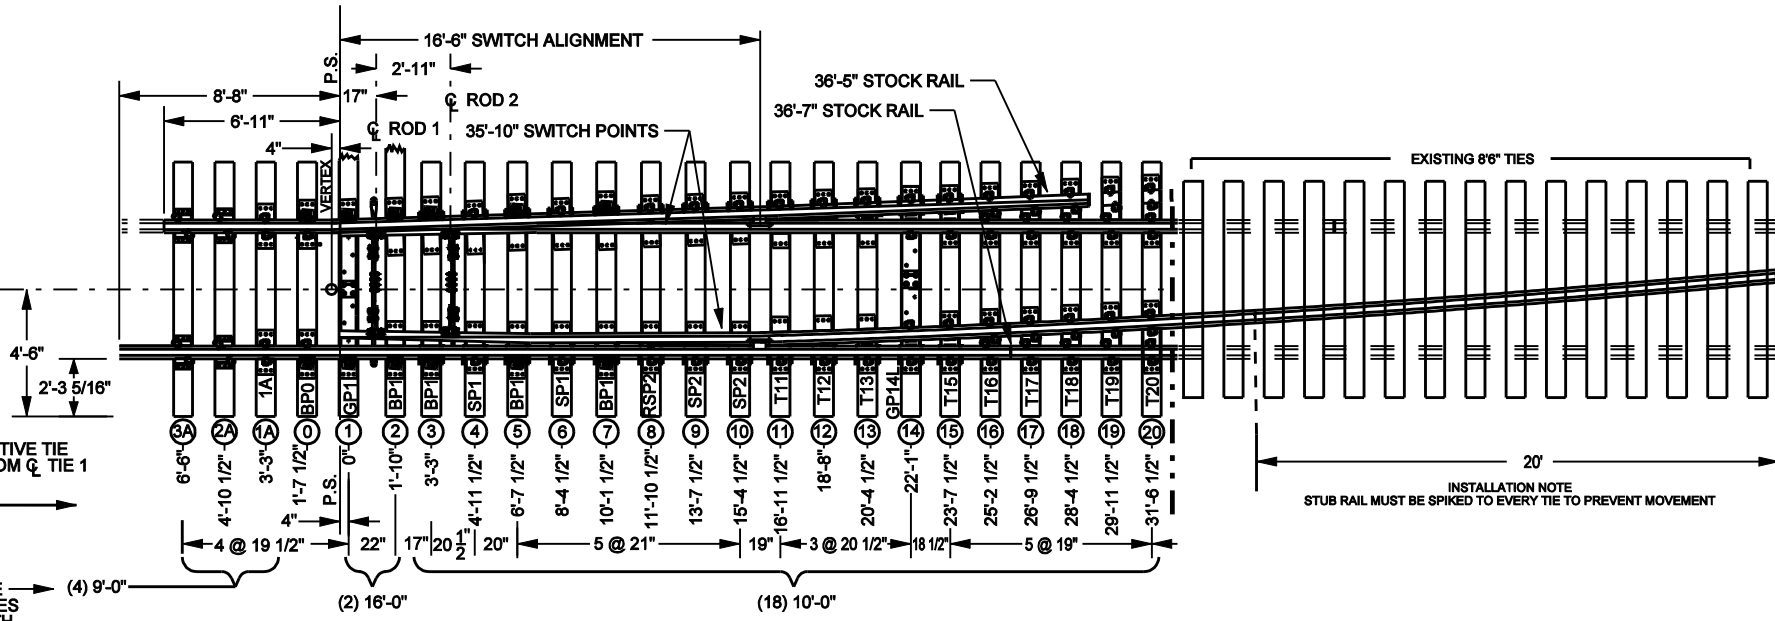 16'-6" SWITCH ALIGNMENT
P.S.
2'-11"
36'-5" STOCK RAIL
8'-8"
17"
℄ ROD 2
36'-7" STOCK RAIL
6'-11"
℄ ROD 1
35'-10" SWITCH POINTS
4"
VERTEX
EXISTING 8'6" TIES
4'-6"
2'-3 5/16"
1A
BP0
GP1
BP1
BP1
SP1
BP1
SP1
BP1
RSP2
SP2
SP2
T11
T12
T13
GP14L
T15
T16
T17
T18
T19
T20
3A 2A 1A 0 1 2 3 4 5 6 7 8 9 10 11 12 13 14 15 16 17 18 19 20
TIVE TIE
OM ℄ TIE 1
6'-6"
4'-10 1/2"
3'-3"
1'-7 1/2"
P.S.
0"
1'-10"
3'-3"
4'-11 1/2"
6'-7 1/2"
8'-4 1/2"
10'-1 1/2"
11'-10 1/2"
13'-7 1/2"
15'-4 1/2"
16'-11 1/2"
18'-8"
20'-4 1/2"
22'-1"
23'-7 1/2"
25'-2 1/2"
26'-9 1/2"
28'-4 1/2"
29'-11 1/2"
31'-6 1/2"
20'
INSTALLATION NOTE
STUB RAIL MUST BE SPIKED TO EVERY TIE TO PREVENT MOVEMENT
4"
4 @ 19 1/2" 22" 17" 20 1/2" 20" 5 @ 21" 19" 3 @ 20 1/2" 18 1/2" 5 @ 19"
E
(4) 9'-0"
ES
(2) 16'-0"
(18) 10'-0"